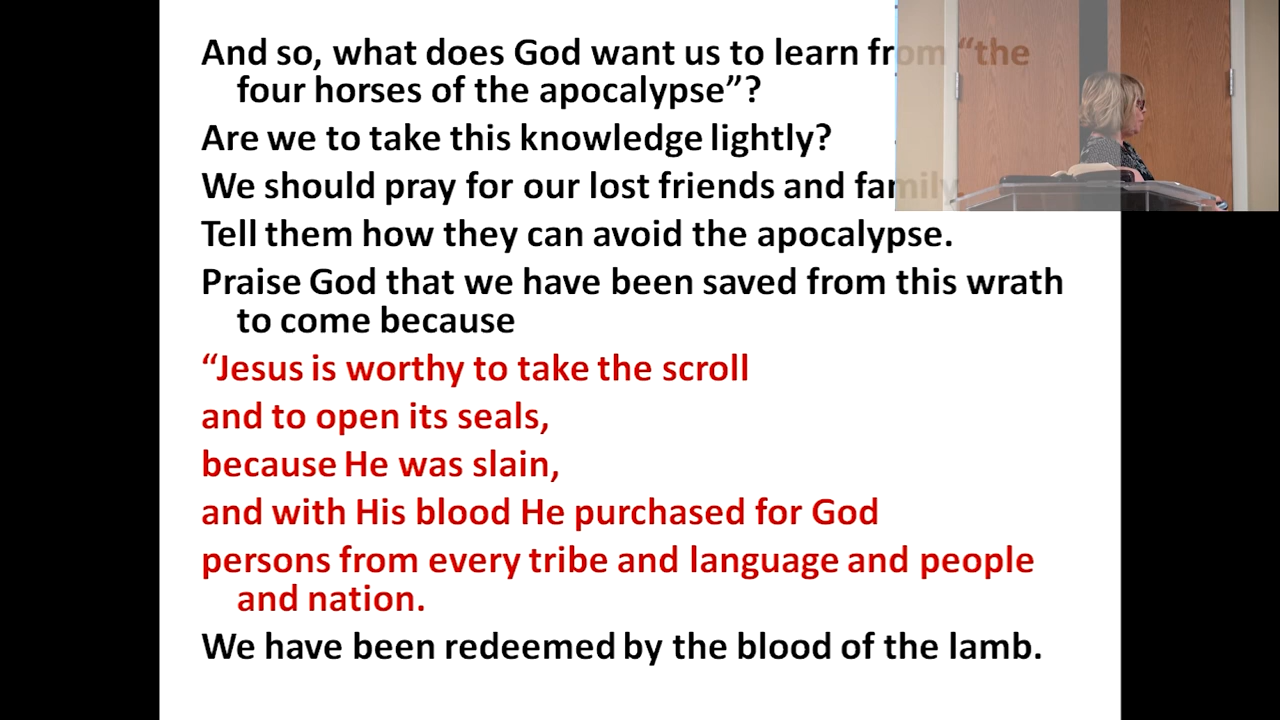 And so, what does God want us to learn from “the
four horses of the apocalypse”?
Are we to take this knowledge lightly?
We should pray for our lost friends and family.
Tell them how they can avoid the apocalypse.
Praise God that we have been saved from this wrath
to come because
“Jesus is worthy to take the scroll
and to open its seals,
because He was slain,
and with His blood He purchased for God
persons from every tribe and language and people
and nation.
We have been redeemed by the blood of the lamb.